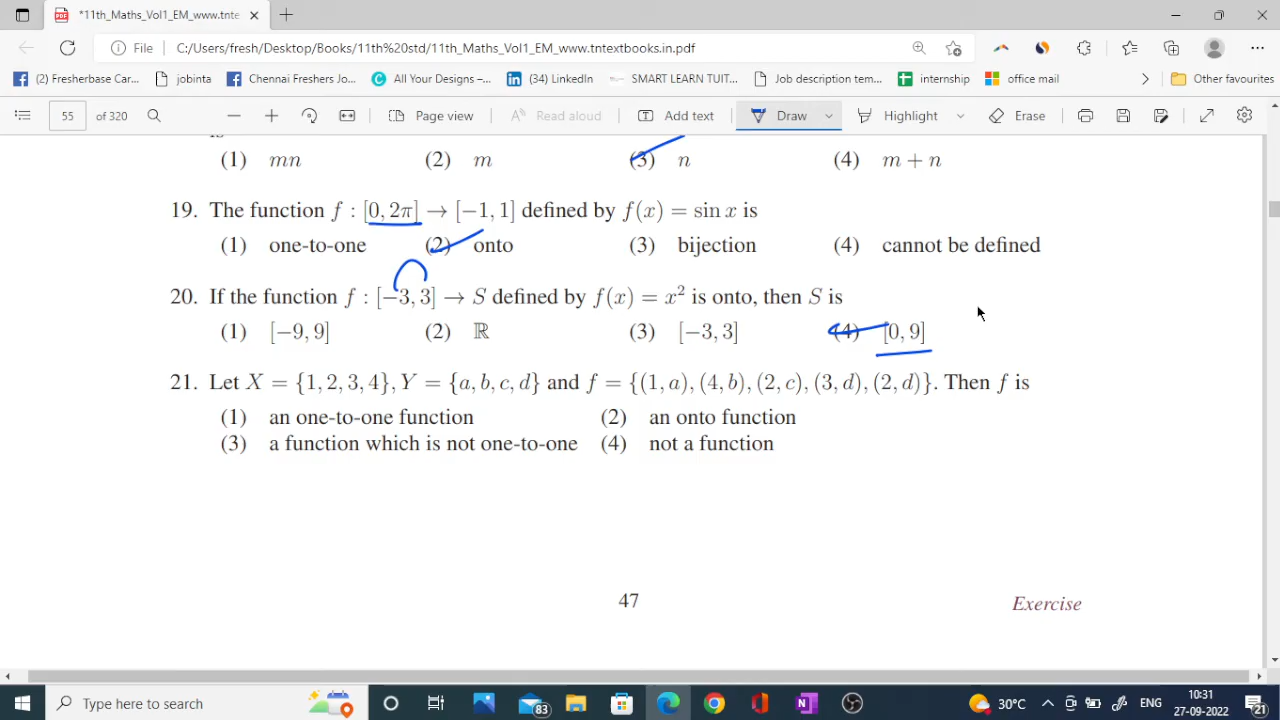 *11th_Maths_Vol1_EM_www.tnte
File C:/Users/fresh/Desktop/Books/11th%20std/11th_Maths_Vol1_EM_www.tntextbooks.in.pdf
(2) Fresherbase Car... jobinta Chennai Freshers Jo... All Your Designs –... (34) LinkedIn SMART LEARN TUIT... Job description tem... internship office mail Other favourites
55 of 320 Page view Read aloud Add text Draw Highlight Erase
(1) mn (2) m (3) n (4) m + n
19. The function f : [0, 2π] → [−1, 1] defined by f(x) = sin x is
(1) one-to-one (2) onto (3) bijection (4) cannot be defined
20. If the function f : [−3, 3] → S defined by f(x) = x² is onto, then S is
(1) [−9, 9] (2) ℝ (3) [−3, 3] (4) [0, 9]
21. Let X = {1, 2, 3, 4}, Y = {a, b, c, d} and f = {(1, a), (4, b), (2, c), (3, d), (2, d)}. Then f is
(1) an one-to-one function (2) an onto function
(3) a function which is not one-to-one (4) not a function
47 Exercise
Type here to search 83 30°C ENG 10:31
27-09-2022 21